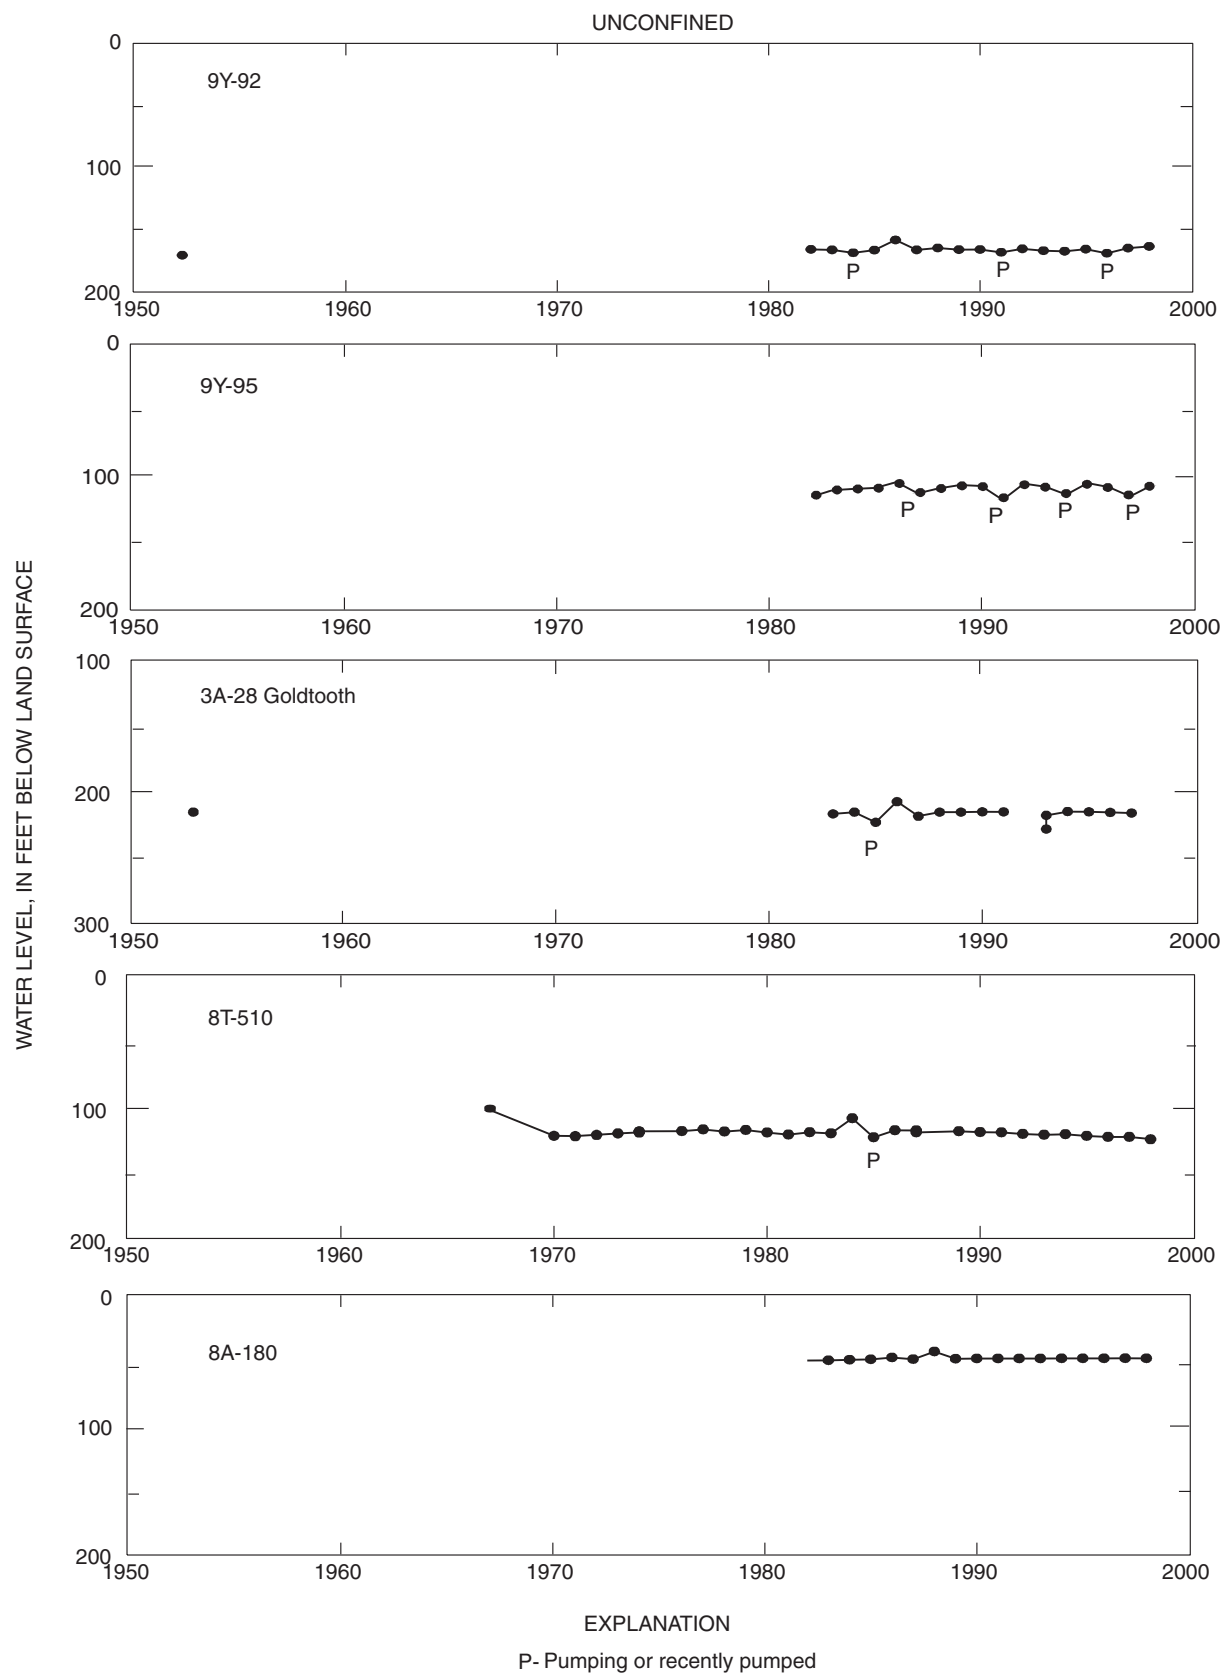 UNCONFINED
0
9Y-92
100
200
1950 1960 1970 1980 1990 2000
0
9Y-95
100
200
1950 1960 1970 1980 1990 2000
P P P
P P P P
WATER LEVEL, IN FEET BELOW LAND SURFACE
100
3A-28 Goldtooth
200
P
300
1950 1960 1970 1980 1990 2000
0
8T-510
100
P
200
1950 1960 1970 1980 1990 2000
0
8A-180
100
200
1950 1960 1970 1980 1990 2000
EXPLANATION
P- Pumping or recently pumped